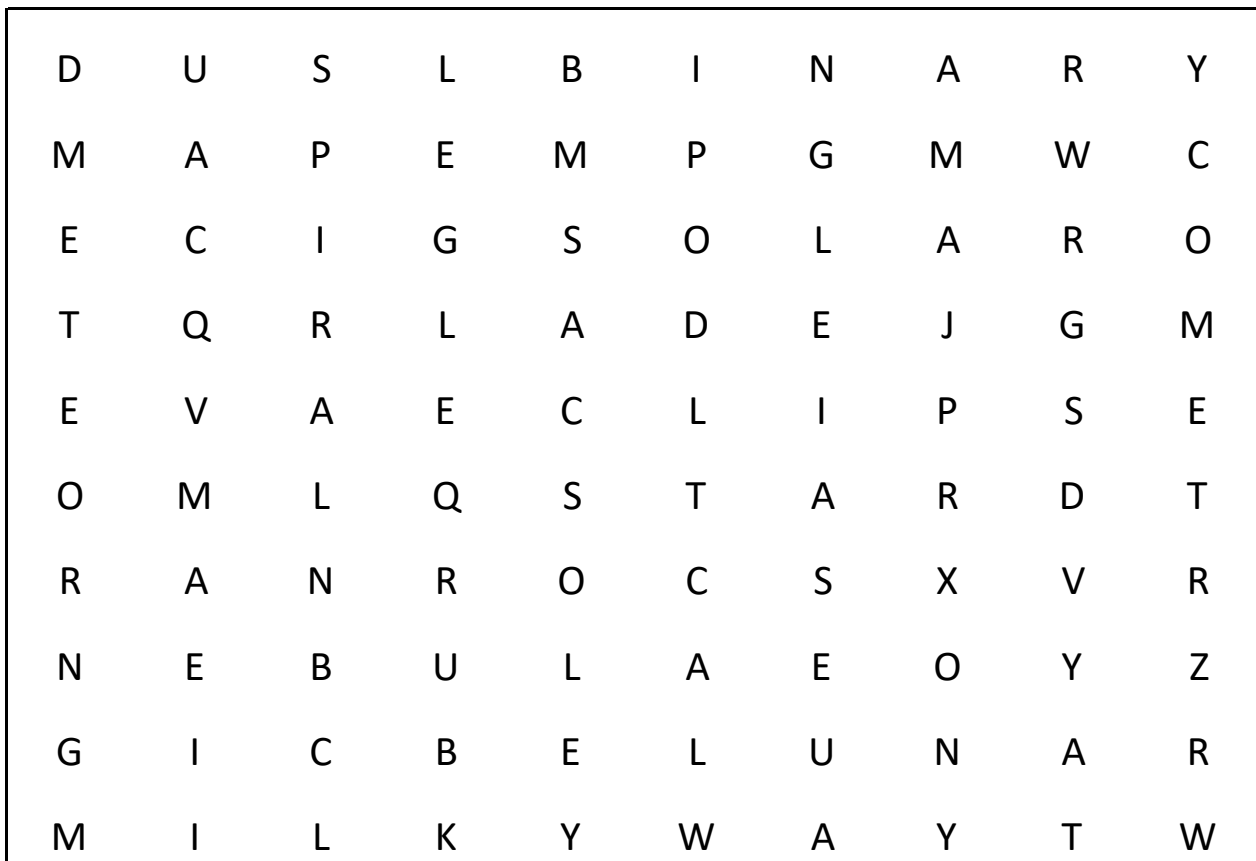 D U S L B I N A R Y
M A P E M P G M W C
E C I G S O L A R O
T Q R L A D E J G M
E V A E C L I P S E
O M L Q S T A R D T
R A N R O C S X V R
N E B U L A E O Y Z
G I C B E L U N A R
M I L K Y W A Y T W